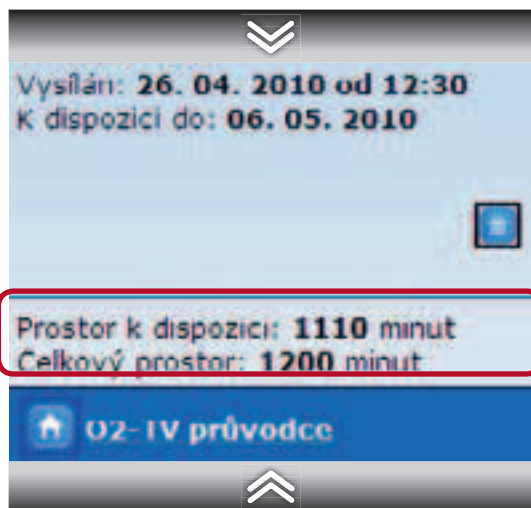 Vysílán: 26. 04. 2010 od 12:30
K dispozici do: 06. 05. 2010
Prostor k dispozici: 1110 minut
Celkový prostor: 1200 minut
O2-TV průvodce